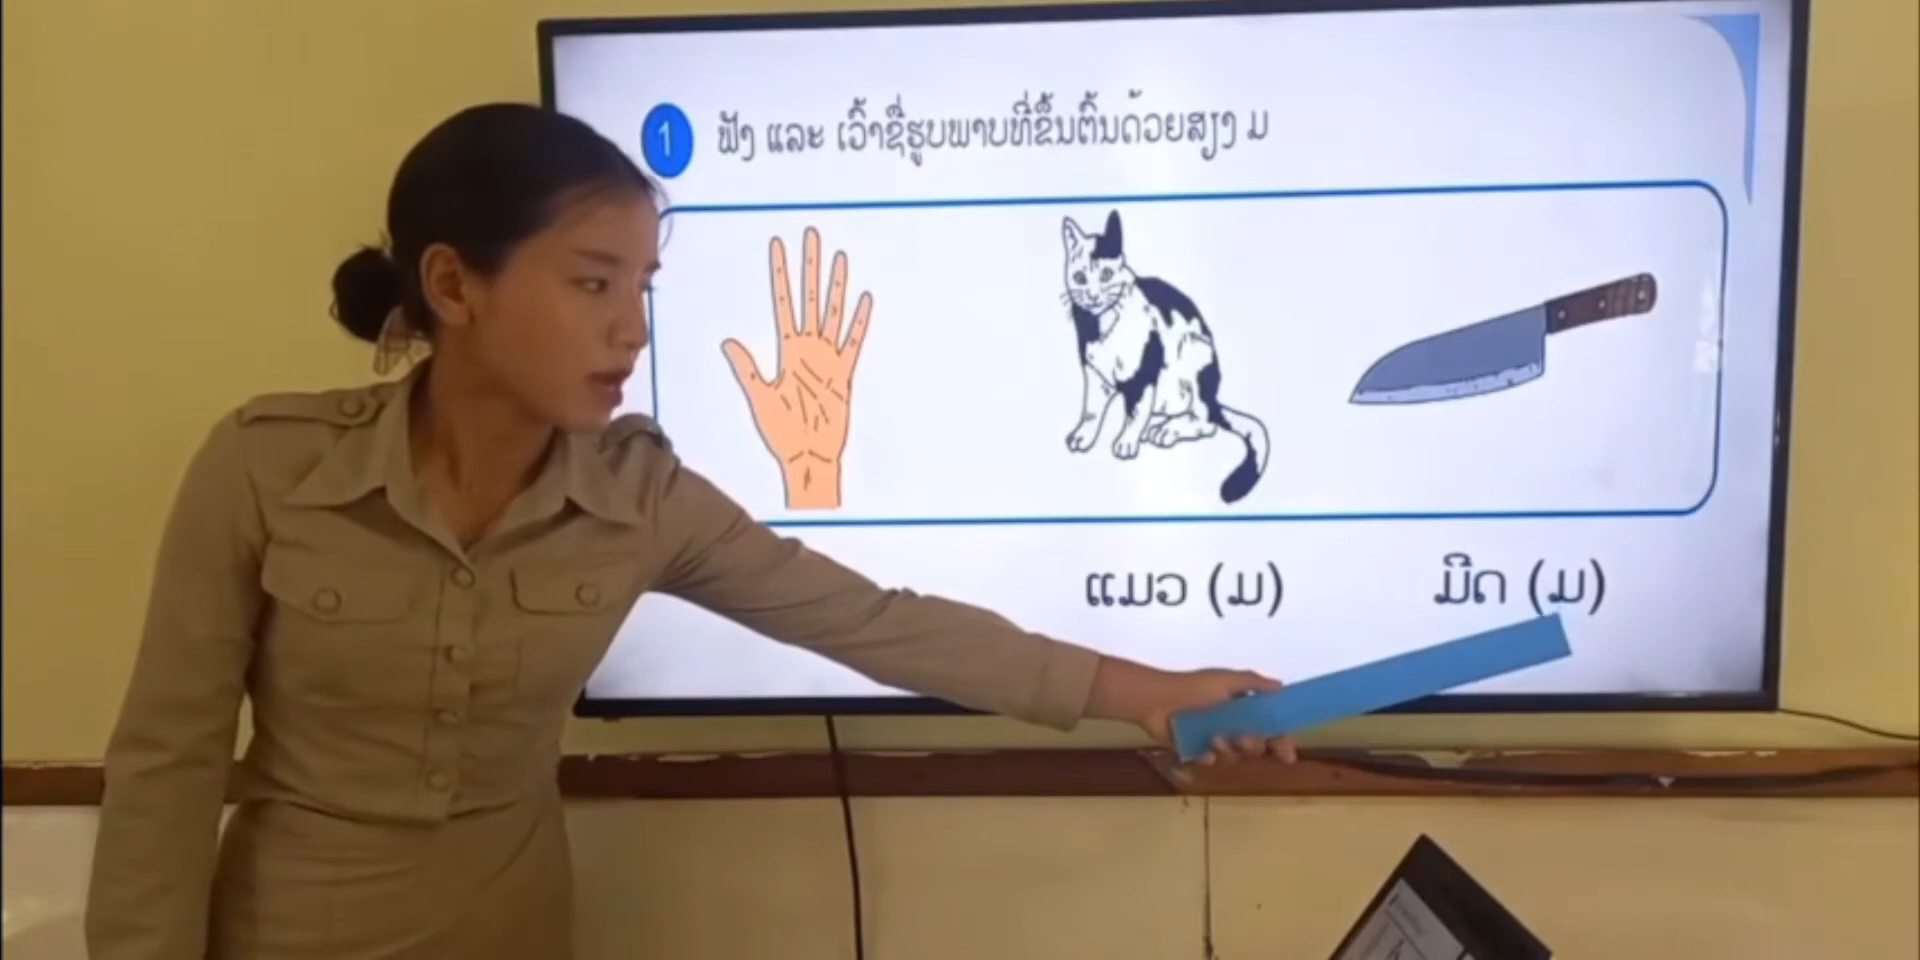 1 ຟັງ ແລະ ເວົ້າຊື່ຮູບພາບທີ່ຂຶ້ນຕົ້ນດ້ວຍສຽງ ມ
ແມວ (ມ) ມີດ (ມ)